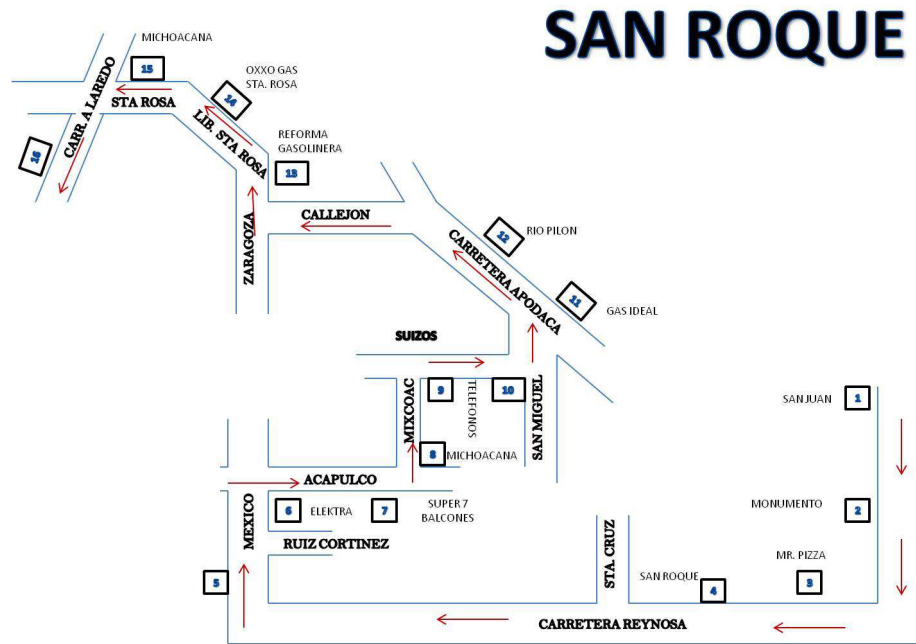 SAN ROQUE
MICHOACANA
15
CARR. A LAREDO
STA ROSA
OXXO GAS
STA. ROSA
14
LIB. STA ROSA
REFORMA
GASOLINERA
13
16
ZARAGOZA
CALLEJON
12
RIO PILON
CARRETERA APODACA
11
GAS IDEAL
SUIZOS
MIXCOAC
9
TELEFONOS
10
SAN MIGUEL
SAN JUAN
1
8
MICHOACANA
ACAPULCO
MEXICO
6
ELEKTRA
7
SUPER 7
BALCONES
MONUMENTO
2
RUIZ CORTINEZ
STA. CRUZ
MR. PIZZA
3
5
SAN ROQUE
4
CARRETERA REYNOSA